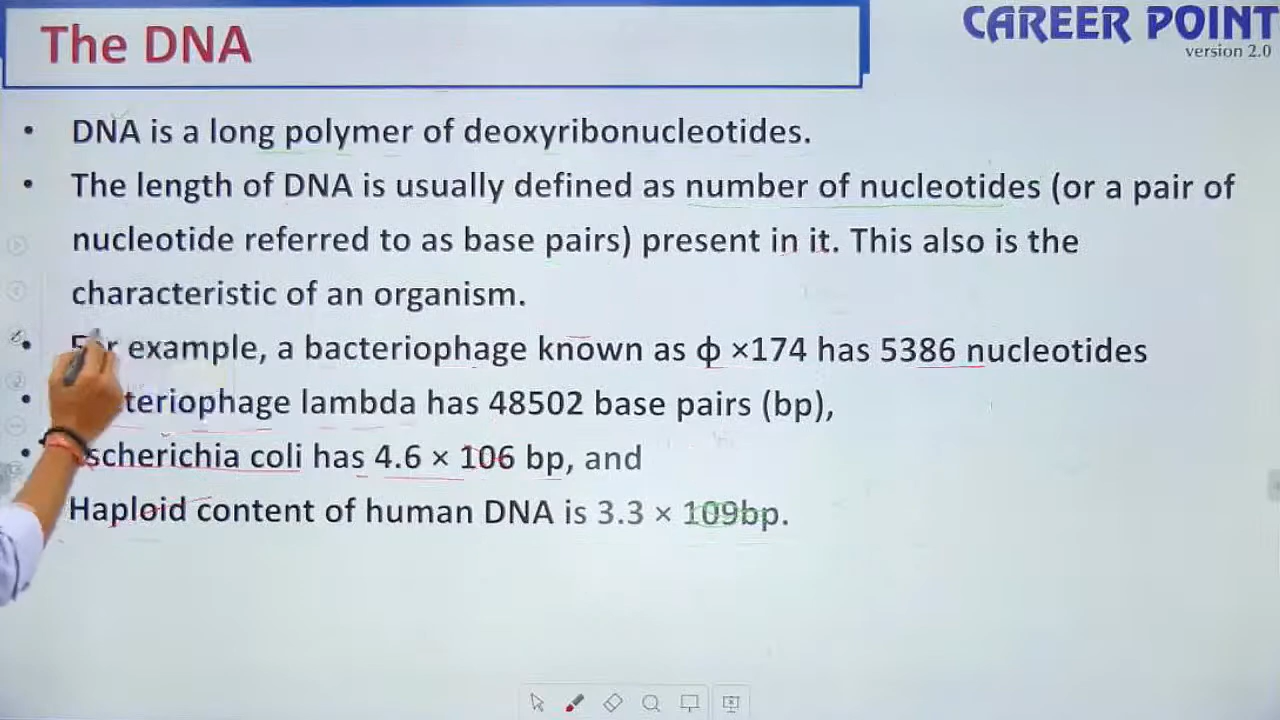 The DNA
CAREER POINT
version 2.0
• DNA is a long polymer of deoxyribonucleotides.
• The length of DNA is usually defined as number of nucleotides (or a pair of
nucleotide referred to as base pairs) present in it. This also is the
characteristic of an organism.
• For example, a bacteriophage known as ϕ ×174 has 5386 nucleotides
• teriophage lambda has 48502 base pairs (bp),
• scherichia coli has 4.6 × 106 bp, and
Haploid content of human DNA is 3.3 × 109bp.